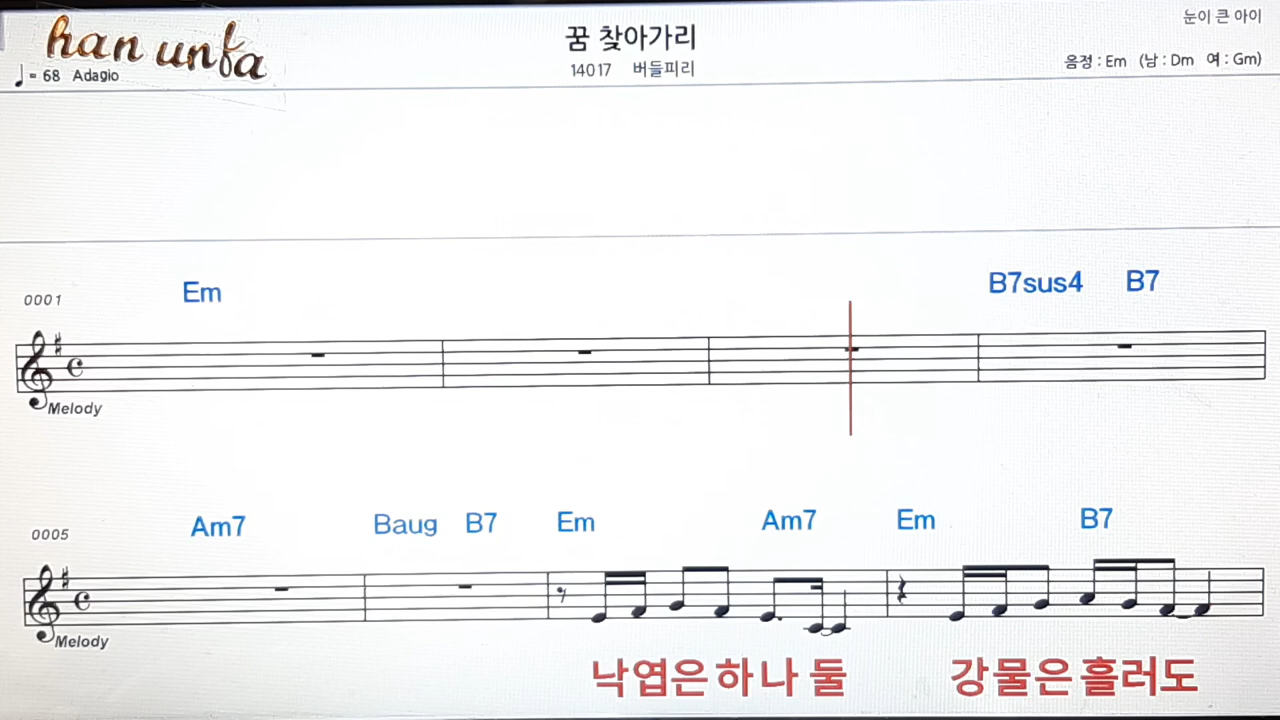 han unfa
♩= 68 Adagio
꿈 찾아가리
14017 버들피리
눈이 큰 아이
음정 : Em (남 : Dm 여 : Gm)
0001 Em B7sus4 B7
Melody
0005 Am7 Baug B7 Em Am7 Em B7
Melody
낙엽은 하나 둘 강물은 흘러도